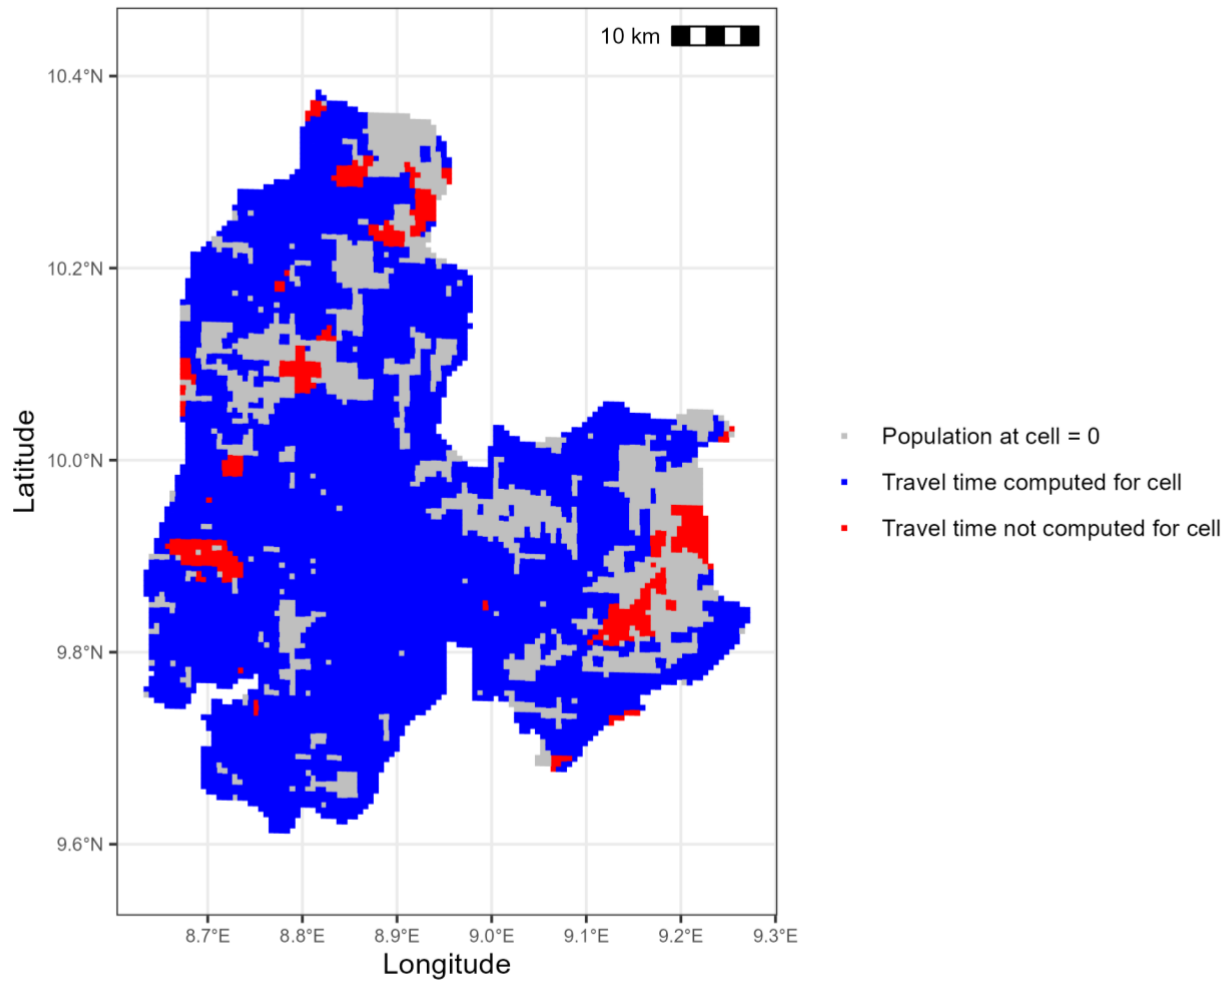 10 km
10.4°N
10.2°N
10.0°N
9.8°N
9.6°N
Latitude
8.7°E 8.8°E 8.9°E 9.0°E 9.1°E 9.2°E 9.3°E
Longitude
Population at cell = 0
Travel time computed for cell
Travel time not computed for cell